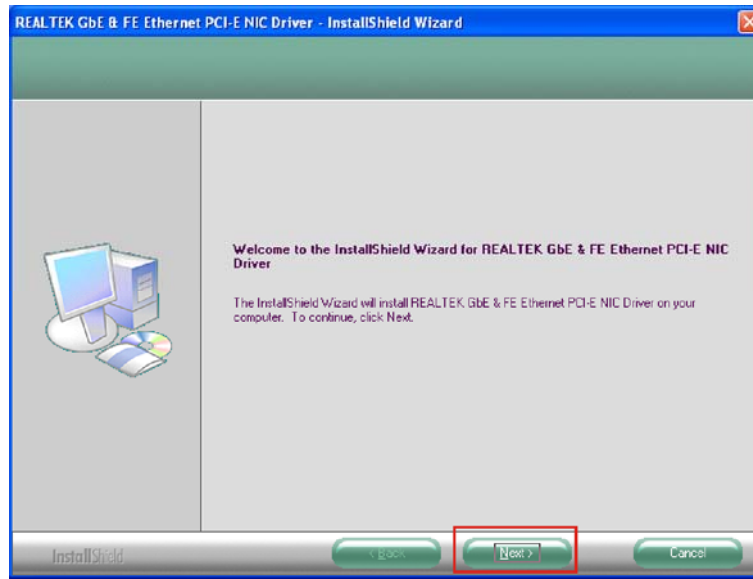 REALTEK GbE & FE Ethernet PCI-E NIC Driver - InstallShield Wizard
Welcome to the InstallShield Wizard for REALTEK GbE & FE Ethernet PCI-E NIC
Driver
The InstallShield Wizard will install REALTEK GbE & FE Ethernet PCI-E NIC Driver on your
computer. To continue, click Next.
InstallShield
< Back
Next >
Cancel